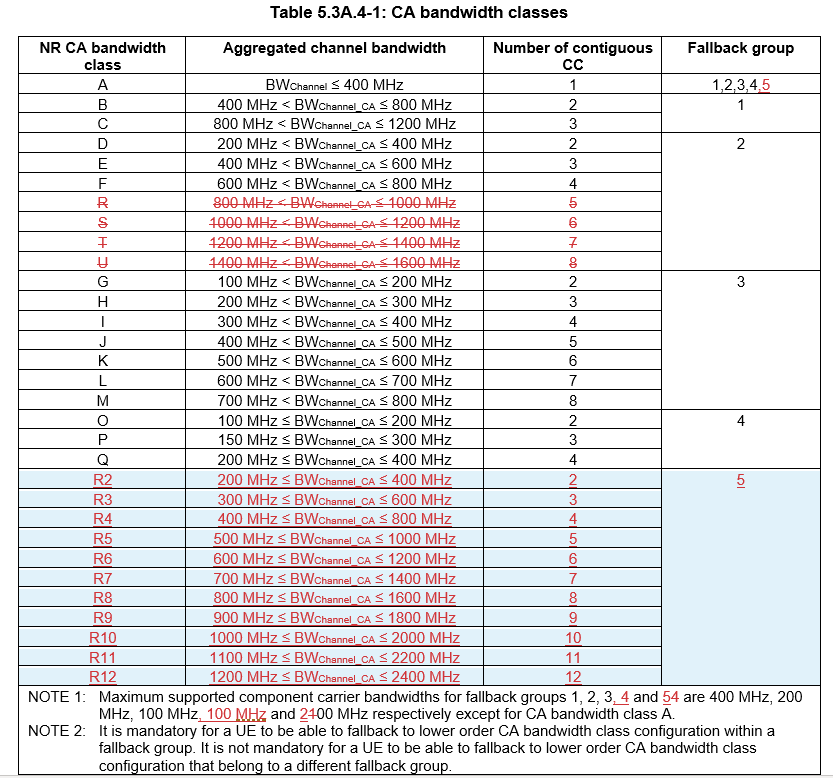 Table 5.3A.4-1: CA bandwidth classes
NR CA bandwidth class Aggregated channel bandwidth Number of contiguous CC Fallback group
A BWChannel ≤ 400 MHz 1 1,2,3,4,5
B 400 MHz < BWChannel_CA ≤ 800 MHz 2 1
C 800 MHz < BWChannel_CA ≤ 1200 MHz 3
D 200 MHz < BWChannel_CA ≤ 400 MHz 2 2
E 400 MHz < BWChannel_CA ≤ 600 MHz 3
F 600 MHz < BWChannel_CA ≤ 800 MHz 4
R 800 MHz < BWChannel_CA ≤ 1000 MHz 5
S 1000 MHz < BWChannel_CA ≤ 1200 MHz 6
T 1200 MHz < BWChannel_CA ≤ 1400 MHz 7
U 1400 MHz < BWChannel_CA ≤ 1600 MHz 8
G 100 MHz < BWChannel_CA ≤ 200 MHz 2 3
H 200 MHz < BWChannel_CA ≤ 300 MHz 3
I 300 MHz < BWChannel_CA ≤ 400 MHz 4
J 400 MHz < BWChannel_CA ≤ 500 MHz 5
K 500 MHz < BWChannel_CA ≤ 600 MHz 6
L 600 MHz < BWChannel_CA ≤ 700 MHz 7
M 700 MHz < BWChannel_CA ≤ 800 MHz 8
O 100 MHz ≤ BWChannel_CA ≤ 200 MHz 2 4
P 150 MHz ≤ BWChannel_CA ≤ 300 MHz 3
Q 200 MHz ≤ BWChannel_CA ≤ 400 MHz 4
R2 200 MHz ≤ BWChannel_CA ≤ 400 MHz 2 5
R3 300 MHz ≤ BWChannel_CA ≤ 600 MHz 3
R4 400 MHz ≤ BWChannel_CA ≤ 800 MHz 4
R5 500 MHz ≤ BWChannel_CA ≤ 1000 MHz 5
R6 600 MHz ≤ BWChannel_CA ≤ 1200 MHz 6
R7 700 MHz ≤ BWChannel_CA ≤ 1400 MHz 7
R8 800 MHz ≤ BWChannel_CA ≤ 1600 MHz 8
R9 900 MHz ≤ BWChannel_CA ≤ 1800 MHz 9
R10 1000 MHz ≤ BWChannel_CA ≤ 2000 MHz 10
R11 1100 MHz ≤ BWChannel_CA ≤ 2200 MHz 11
R12 1200 MHz ≤ BWChannel_CA ≤ 2400 MHz 12
NOTE 1: Maximum supported component carrier bandwidths for fallback groups 1, 2, 3, 4 and 54 are 400 MHz, 200
MHz, 100 MHz, 100 MHz and 2100 MHz respectively except for CA bandwidth class A.
NOTE 2: It is mandatory for a UE to be able to fallback to lower order CA bandwidth class configuration within a
fallback group. It is not mandatory for a UE to be able to fallback to lower order CA bandwidth class
configuration that belong to a different fallback group.